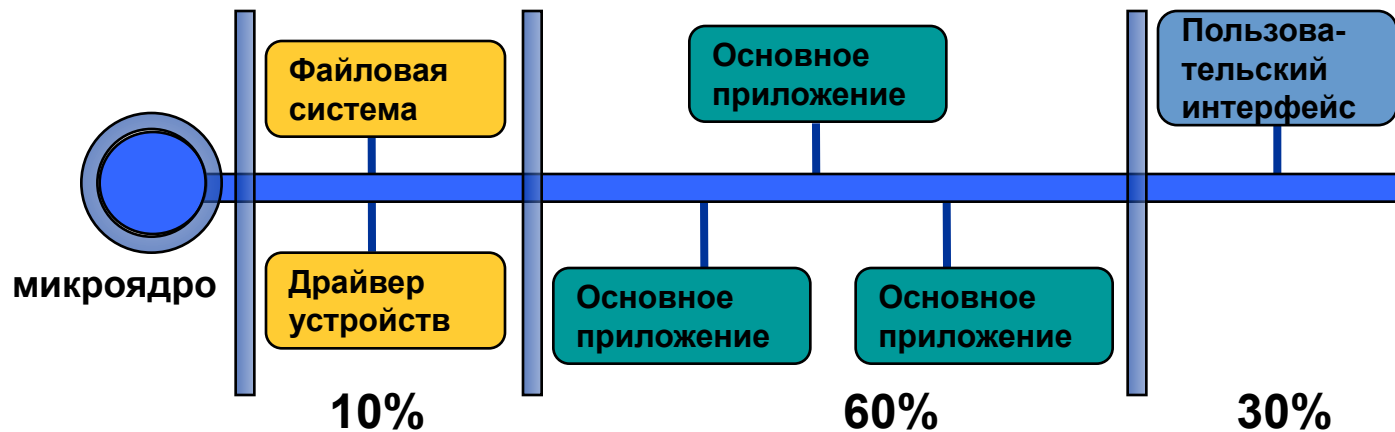 Файловая
система
Основное
приложение
Пользова-
тельский
интерфейс
микроядро
Драйвер
устройств
Основное
приложение
Основное
приложение
10%
60%
30%